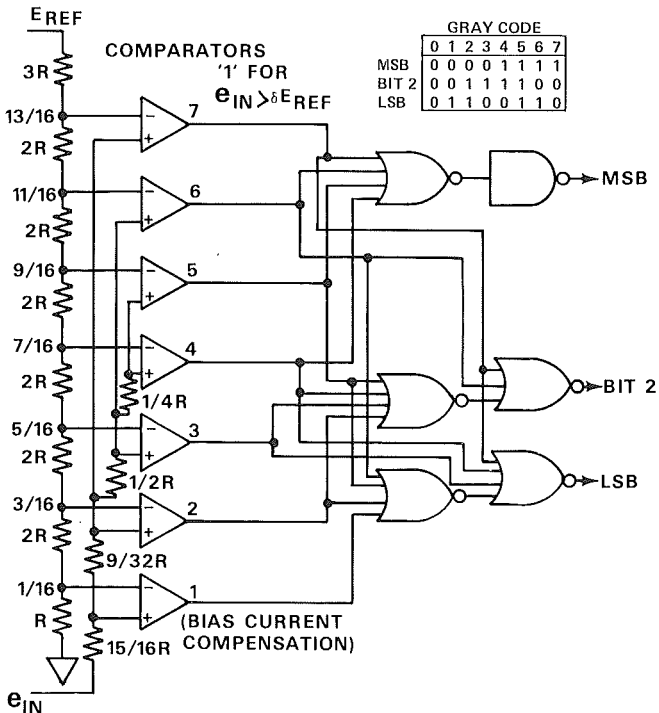 E REF
3R
COMPARATORS
'1' FOR
e IN > δ E REF
GRAY CODE
0 1 2 3 4 5 6 7
MSB 0 0 0 0 1 1 1 1
BIT 2 0 0 1 1 1 1 0 0
LSB 0 1 1 0 0 1 1 0
13/16
- + 7
2R
11/16
- + 6
2R
9/16
- + 5
2R
7/16
- + 4
2R
1/4R
5/16
- + 3
2R
1/2R
3/16
- + 2
2R
9/32R
1/16
- + 1
R
(BIAS CURRENT
COMPENSATION)
15/16R
e IN
MSB
BIT 2
LSB